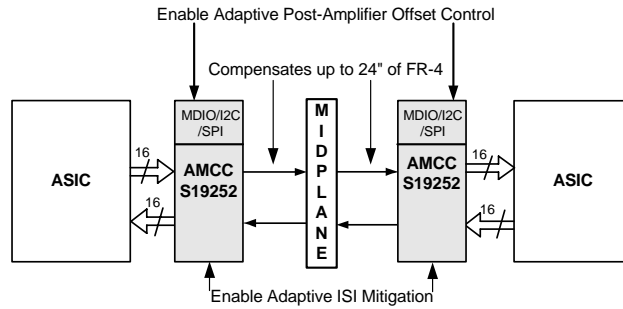 Enable Adaptive Post-Amplifier Offset Control
Compensates up to 24" of FR-4
MDIO/I2C
/SPI
MIDPLANE
MDIO/I2C
/SPI
ASIC
16
AMCC
S19252
16
AMCC
S19252
16
16
ASIC
Enable Adaptive ISI Mitigation